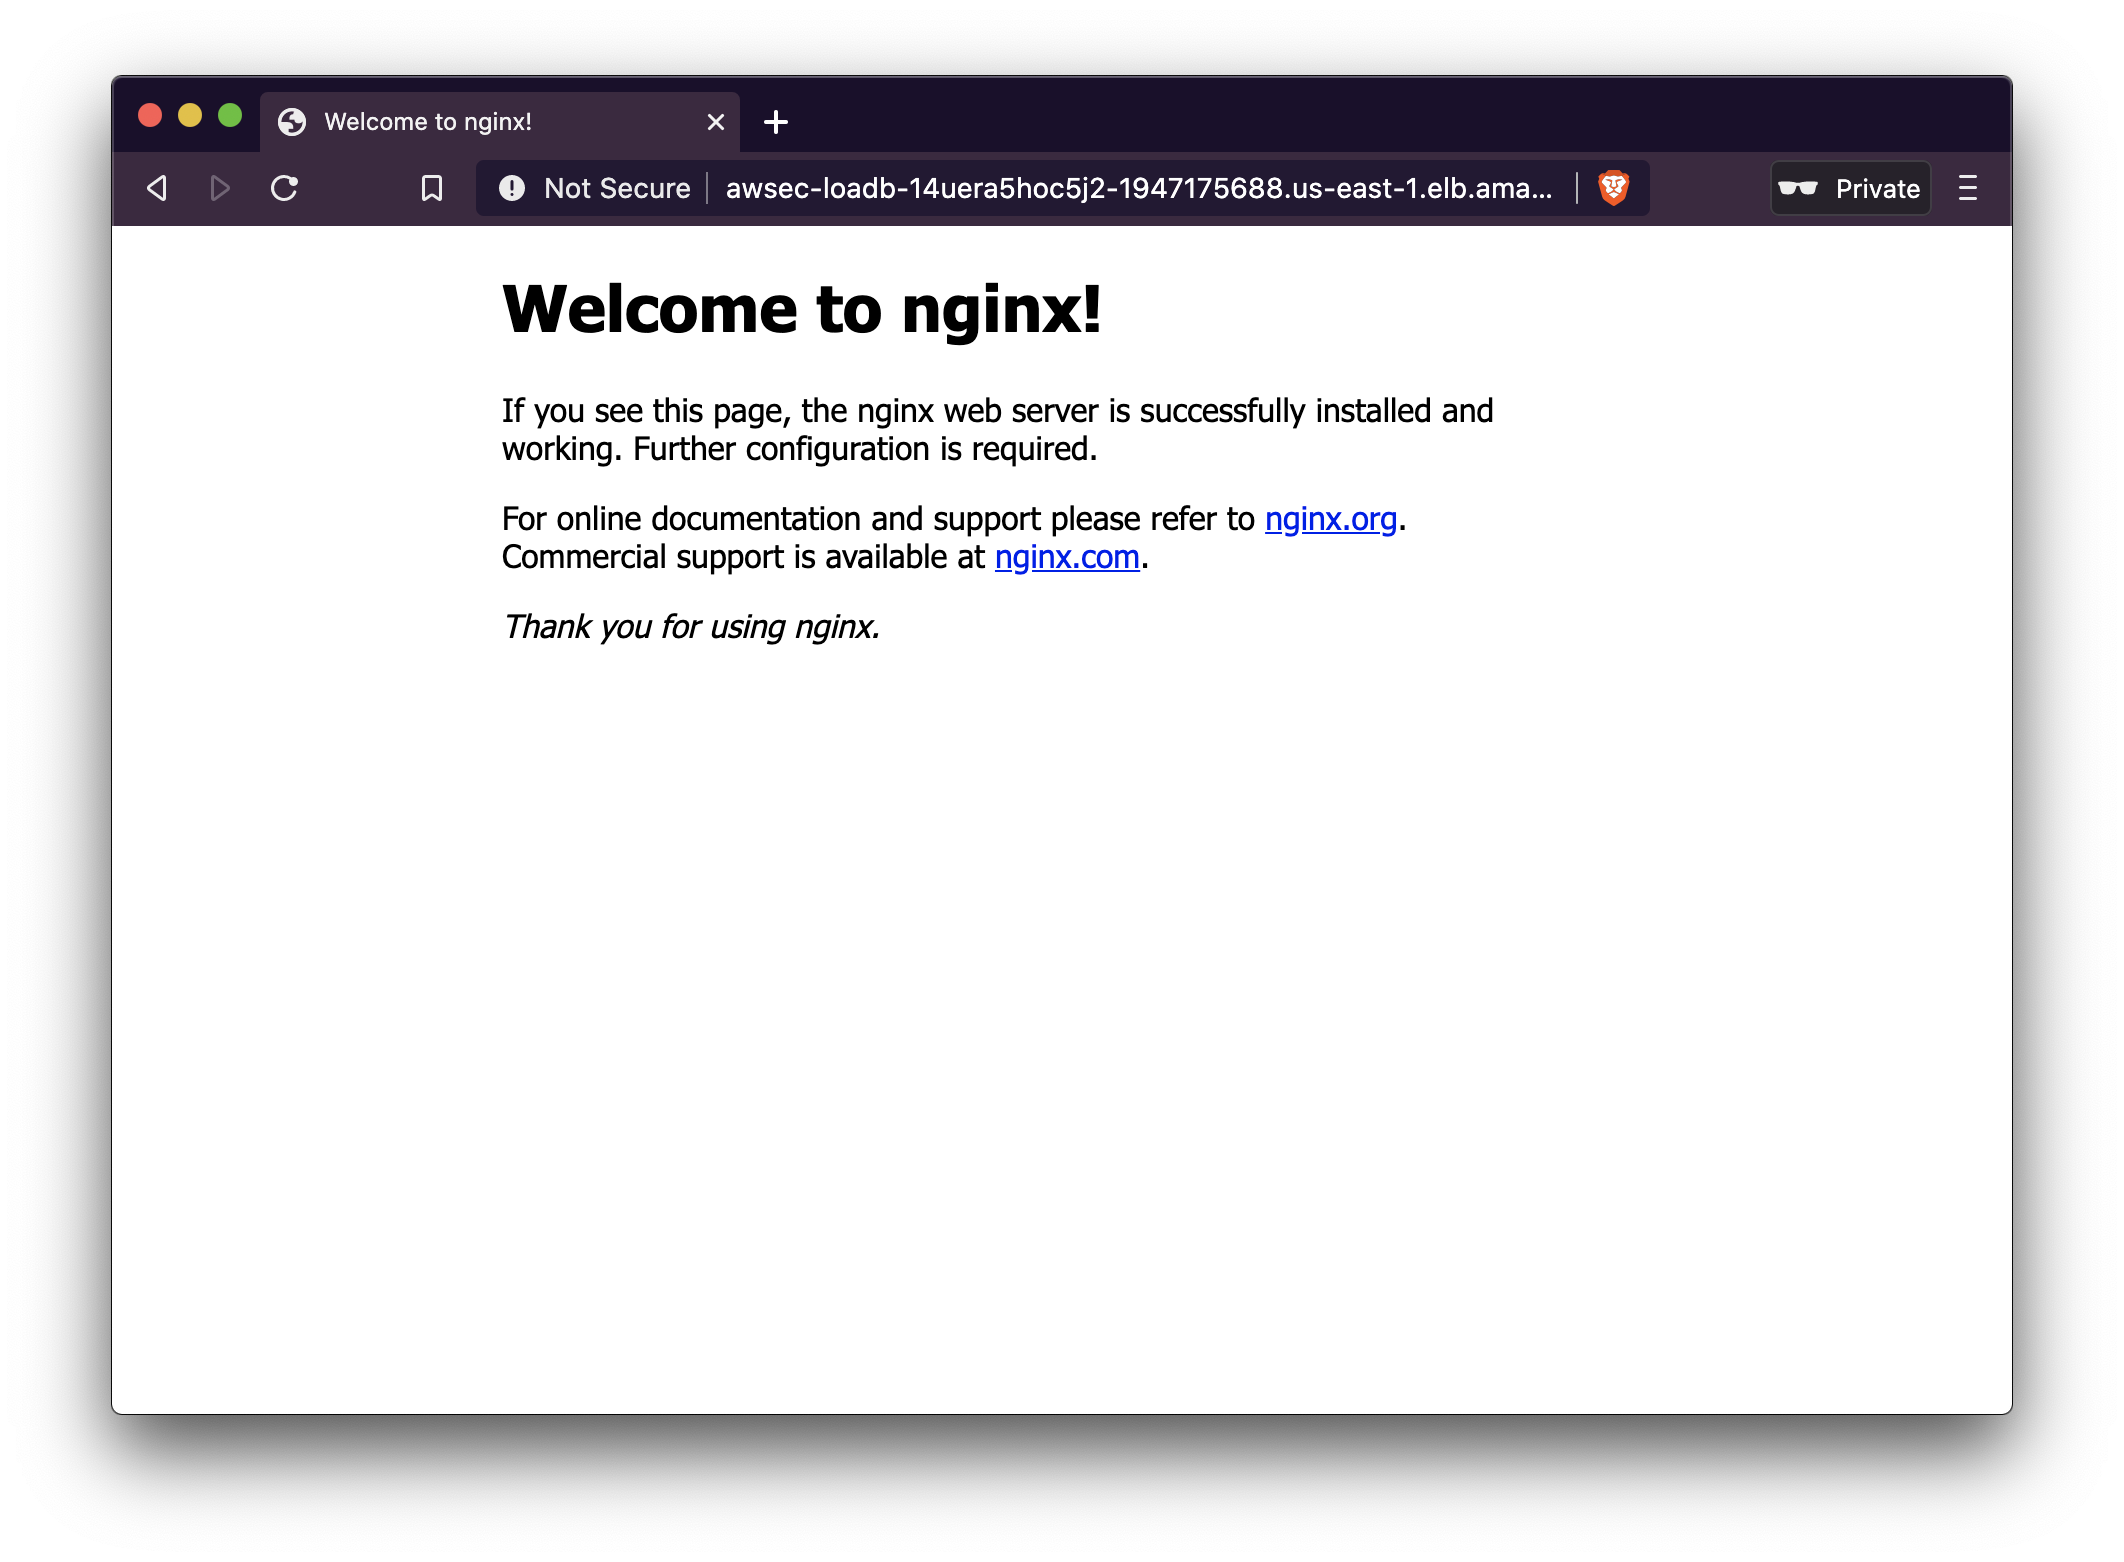 Welcome to nginx!
Not Secure awsec-loadb-14uera5hoc5j2-1947175688.us-east-1.elb.ama... Private
Welcome to nginx!
If you see this page, the nginx web server is successfully installed and
working. Further configuration is required.
For online documentation and support please refer to nginx.org.
Commercial support is available at nginx.com.
Thank you for using nginx.